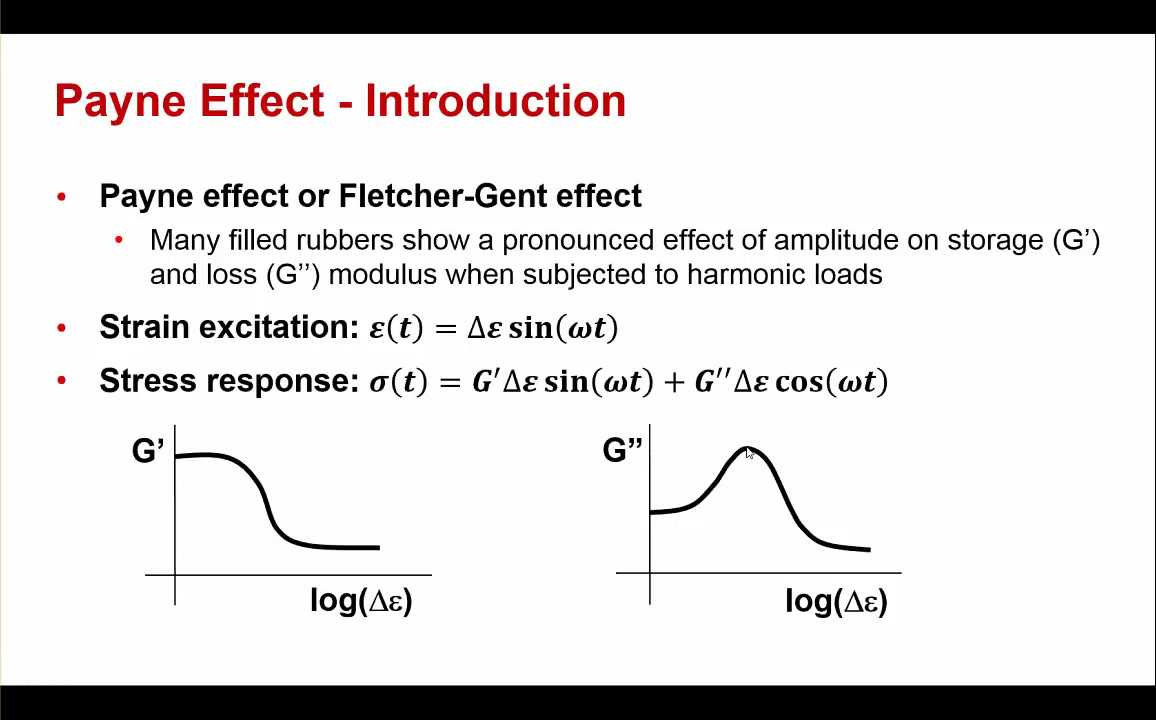 Payne Effect - Introduction
• Payne effect or Fletcher-Gent effect
• Many filled rubbers show a pronounced effect of amplitude on storage (G’)
and loss (G’’) modulus when subjected to harmonic loads
• Strain excitation: ε(t) = Δε sin(ωt)
• Stress response: σ(t) = G′Δε sin(ωt) + G′′Δε cos(ωt)
G’
log(Δε)
G”
log(Δε)